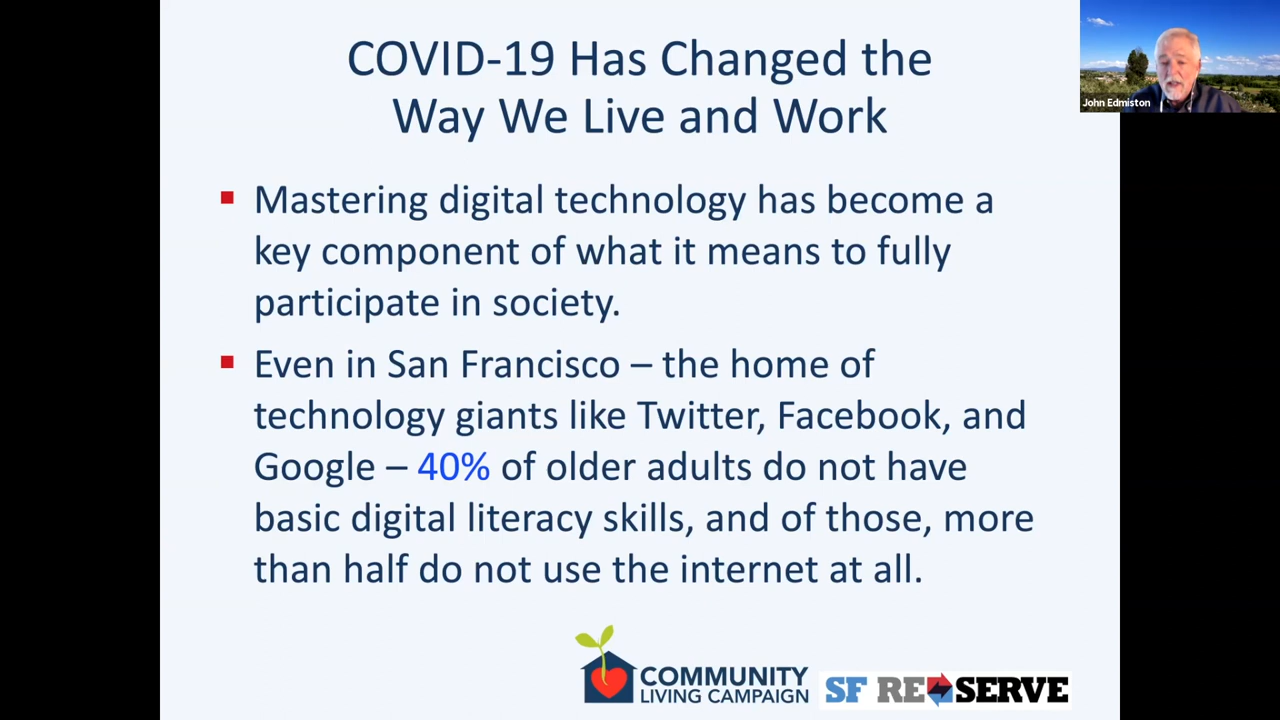 COVID-19 Has Changed the
Way We Live and Work
John Edmiston
Mastering digital technology has become a
key component of what it means to fully
participate in society.
Even in San Francisco – the home of
technology giants like Twitter, Facebook, and
Google – 40% of older adults do not have
basic digital literacy skills, and of those, more
than half do not use the internet at all.
COMMUNITY
LIVING CAMPAIGN
SF RE SERVE